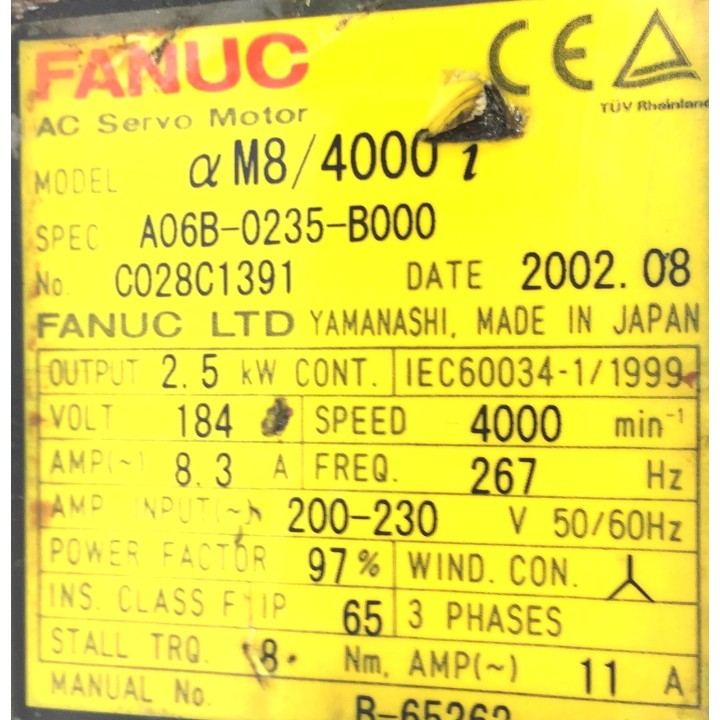 FANUC CE
AC Servo Motor TÜV Rheinland
MODEL αM8/4000i
SPEC A06B-0235-B000
No. C028C1391 DATE 2002.08
FANUC LTD YAMANASHI, MADE IN JAPAN
OUTPUT 2.5 kW CONT. IEC60034-1/1999
VOLT 184 SPEED 4000 min⁻¹
AMP(~) 8.3 A FREQ. 267 Hz
AMP INPUT(~) 200-230 V 50/60Hz
POWER FACTOR 97% WIND. CON.
INS. CLASS F IP 65 3 PHASES
STALL TRQ. 8 Nm, AMP(~) 11 A
MANUAL No. B-65262